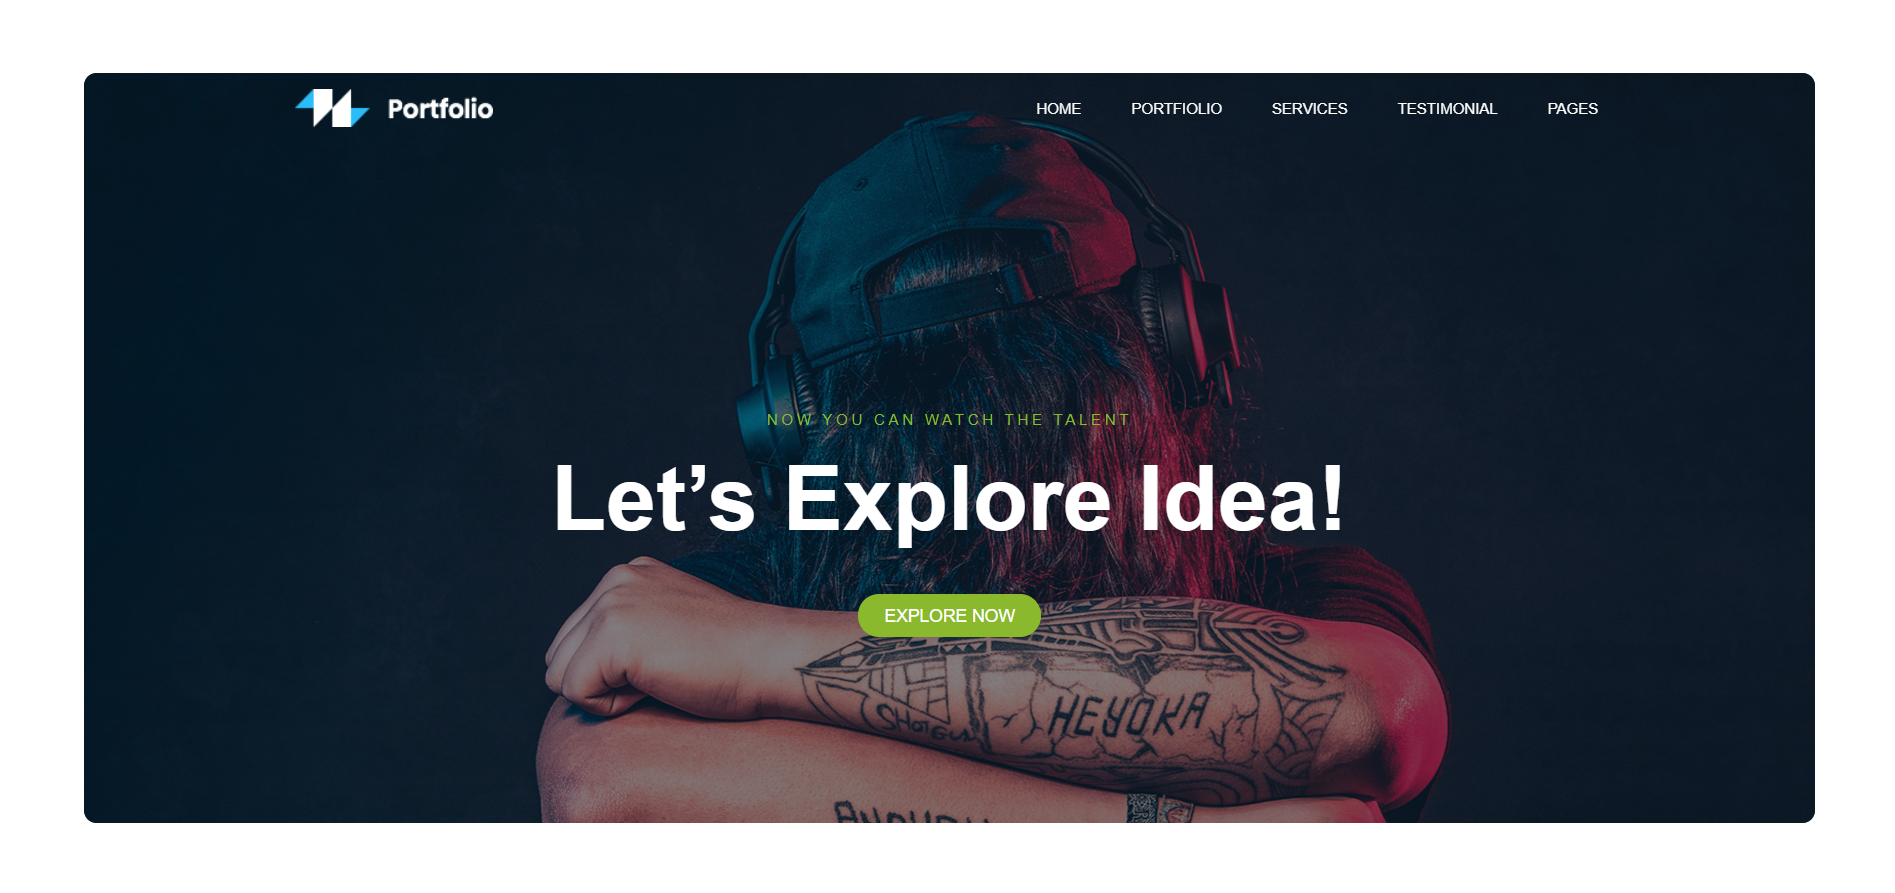 Portfolio
HOME PORTFIOLIO SERVICES TESTIMONIAL PAGES
NOW YOU CAN WATCH THE TALENT
Let’s Explore Idea!
EXPLORE NOW
SHOTGUN
HEYOKA